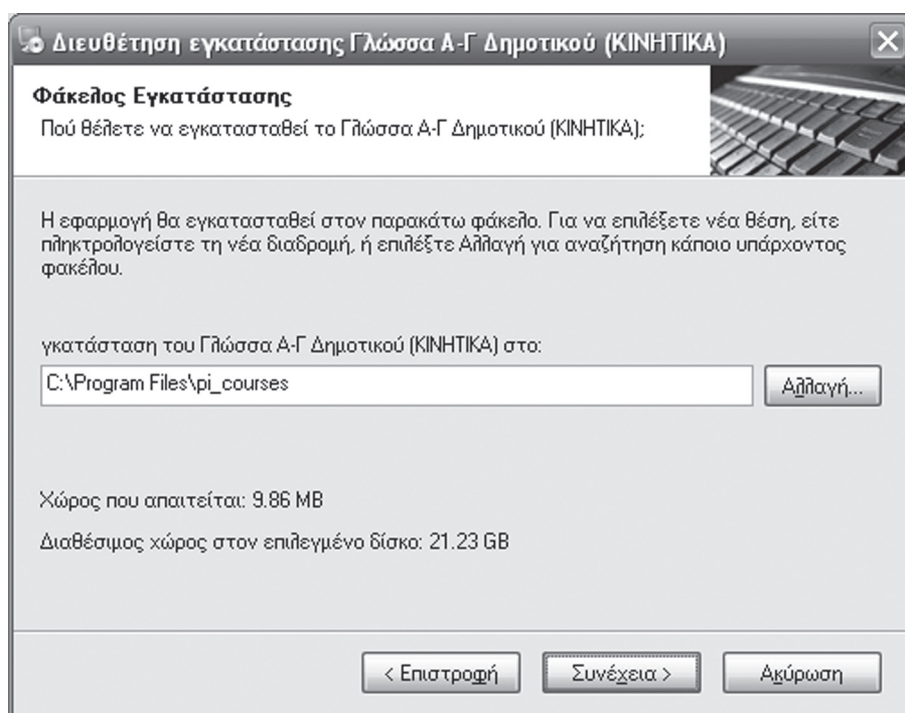 Διευθέτηση εγκατάστασης Γλώσσα Α-Γ Δημοτικού (ΚΙΝΗΤΙΚΑ)
Φάκελος Εγκατάστασης
Πού θέλετε να εγκατασταθεί το Γλώσσα Α-Γ Δημοτικού (ΚΙΝΗΤΙΚΑ);
Η εφαρμογή θα εγκατασταθεί στον παρακάτω φάκελο. Για να επιλέξετε νέα θέση, είτε
πληκτρολογείστε τη νέα διαδρομή, ή επιλέξτε Αλλαγή για αναζήτηση κάποιο υπάρχοντος
φακέλου.
γκατάσταση του Γλώσσα Α-Γ Δημοτικού (ΚΙΝΗΤΙΚΑ) στο:
C:\Program Files\pi_courses
Αλλαγή...
Χώρος που απαιτείται: 9.86 MB
Διαθέσιμος χώρος στον επιλεγμένο δίσκο: 21.23 GB
< Επιστροφή
Συνέχεια >
Ακύρωση